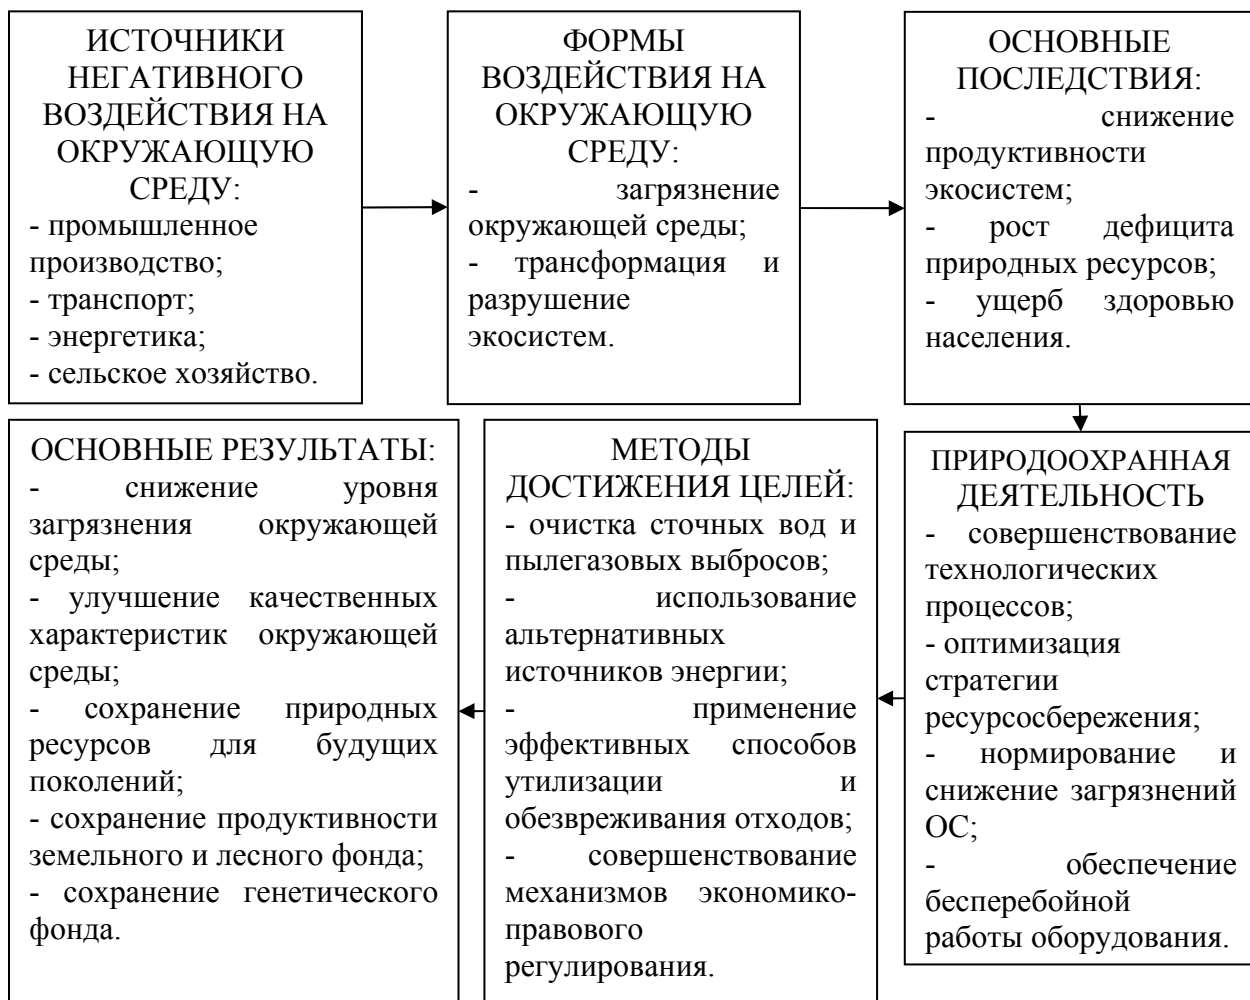 ИСТОЧНИКИ
НЕГАТИВНОГО
ВОЗДЕЙСТВИЯ НА
ОКРУЖАЮЩУЮ
СРЕДУ:
- промышленное
производство;
- транспорт;
- энергетика;
- сельское хозяйство.
ФОРМЫ
ВОЗДЕЙСТВИЯ НА
ОКРУЖАЮЩУЮ
СРЕДУ:
- загрязнение
окружающей среды;
- трансформация и
разрушение
экосистем.
ОСНОВНЫЕ
ПОСЛЕДСТВИЯ:
- снижение
продуктивности
экосистем;
- рост дефицита
природных ресурсов;
- ущерб здоровью
населения.
ПРИРОДООХРАННАЯ
ДЕЯТЕЛЬНОСТЬ
- совершенствование
технологических
процессов;
- оптимизация
стратегии
ресурсосбережения;
- нормирование и
снижение загрязнений
ОС;
- обеспечение
бесперебойной
работы оборудования.
МЕТОДЫ
ДОСТИЖЕНИЯ ЦЕЛЕЙ:
- очистка сточных вод и
пылегазовых выбросов;
- использование
альтернативных
источников энергии;
- применение
эффективных способов
утилизации и
обезвреживания отходов;
- совершенствование
механизмов экономико-
правового
регулирования.
ОСНОВНЫЕ РЕЗУЛЬТАТЫ:
- снижение уровня
загрязнения окружающей
среды;
- улучшение качественных
характеристик окружающей
среды;
- сохранение природных
ресурсов для будущих
поколений;
- сохранение продуктивности
земельного и лесного фонда;
- сохранение генетического
фонда.